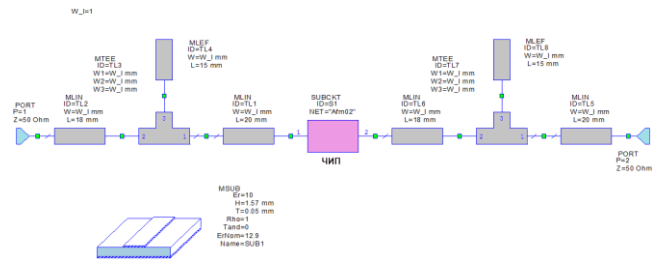 W_l=1
MLEF
ID=TL4
W=W_l mm
L=15 mm
MTEE
ID=TL3
W1=W_l mm
W2=W_l mm
W3=W_l mm
PORT
P=1
Z=50 Ohm
MLIN
ID=TL2
W=W_l mm
L=18 mm
3
2
1
MLIN
ID=TL1
W=W_l mm
L=20 mm
SUBCKT
ID=S1
NET="Afm02"
1
2
ЧИП
MLIN
ID=TL6
W=W_l mm
L=18 mm
MTEE
ID=TL7
W1=W_l mm
W2=W_l mm
W3=W_l mm
MLEF
ID=TL8
W=W_l mm
L=15 mm
3
2
1
MLIN
ID=TL5
W=W_l mm
L=20 mm
PORT
P=2
Z=50 Ohm
MSUB
Er=10
H=1.57 mm
T=0.05 mm
Rho=1
Tand=0
ErNom=12.9
Name=SUB1